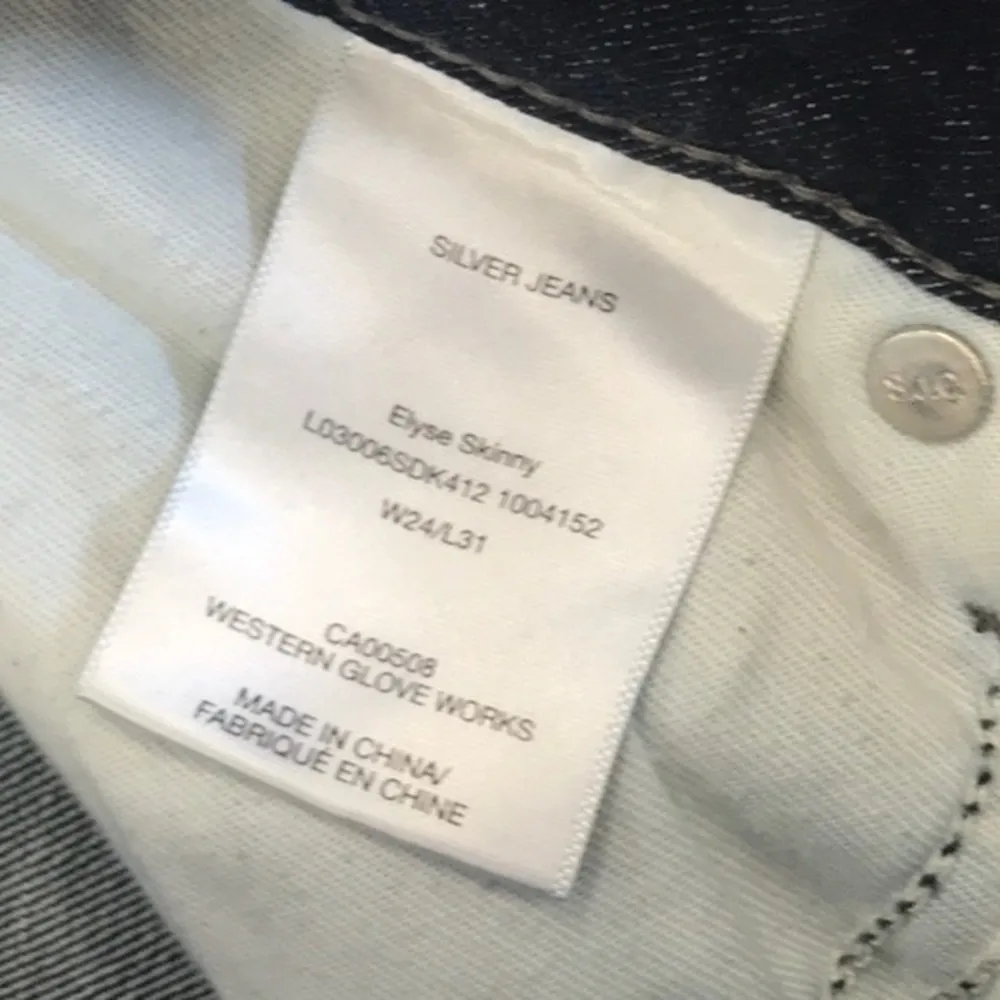 SILVER JEANS
Elyse Skinny
L03006SDK412 1004152
W24/L31
CA00508
WESTERN GLOVE WORKS
MADE IN CHINA/
FABRIQUÉ EN CHINE